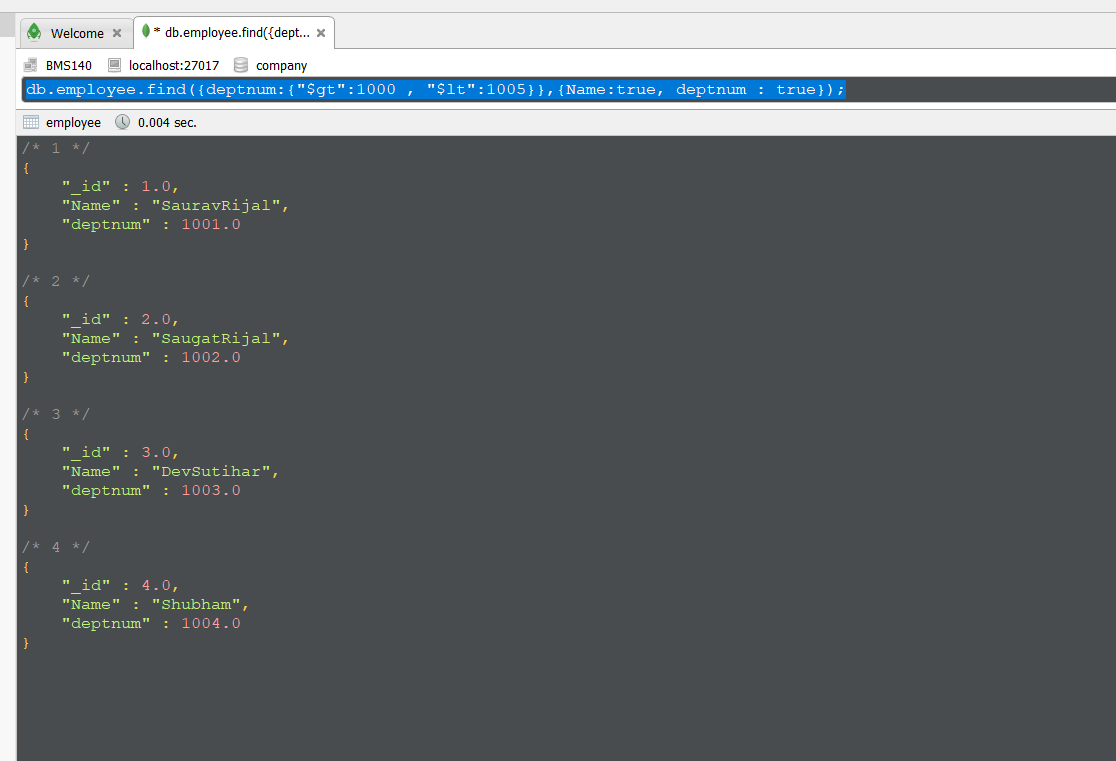 Welcome
* db.employee.find({dept...
BMS140 localhost:27017 company
db.employee.find({deptnum:{"$gt":1000 , "$lt":1005}},{Name:true, deptnum : true});
employee 0.004 sec.
/* 1 */
{
    "_id" : 1.0,
    "Name" : "SauravRijal",
    "deptnum" : 1001.0
}
/* 2 */
{
    "_id" : 2.0,
    "Name" : "SaugatRijal",
    "deptnum" : 1002.0
}
/* 3 */
{
    "_id" : 3.0,
    "Name" : "DevSutihar",
    "deptnum" : 1003.0
}
/* 4 */
{
    "_id" : 4.0,
    "Name" : "Shubham",
    "deptnum" : 1004.0
}